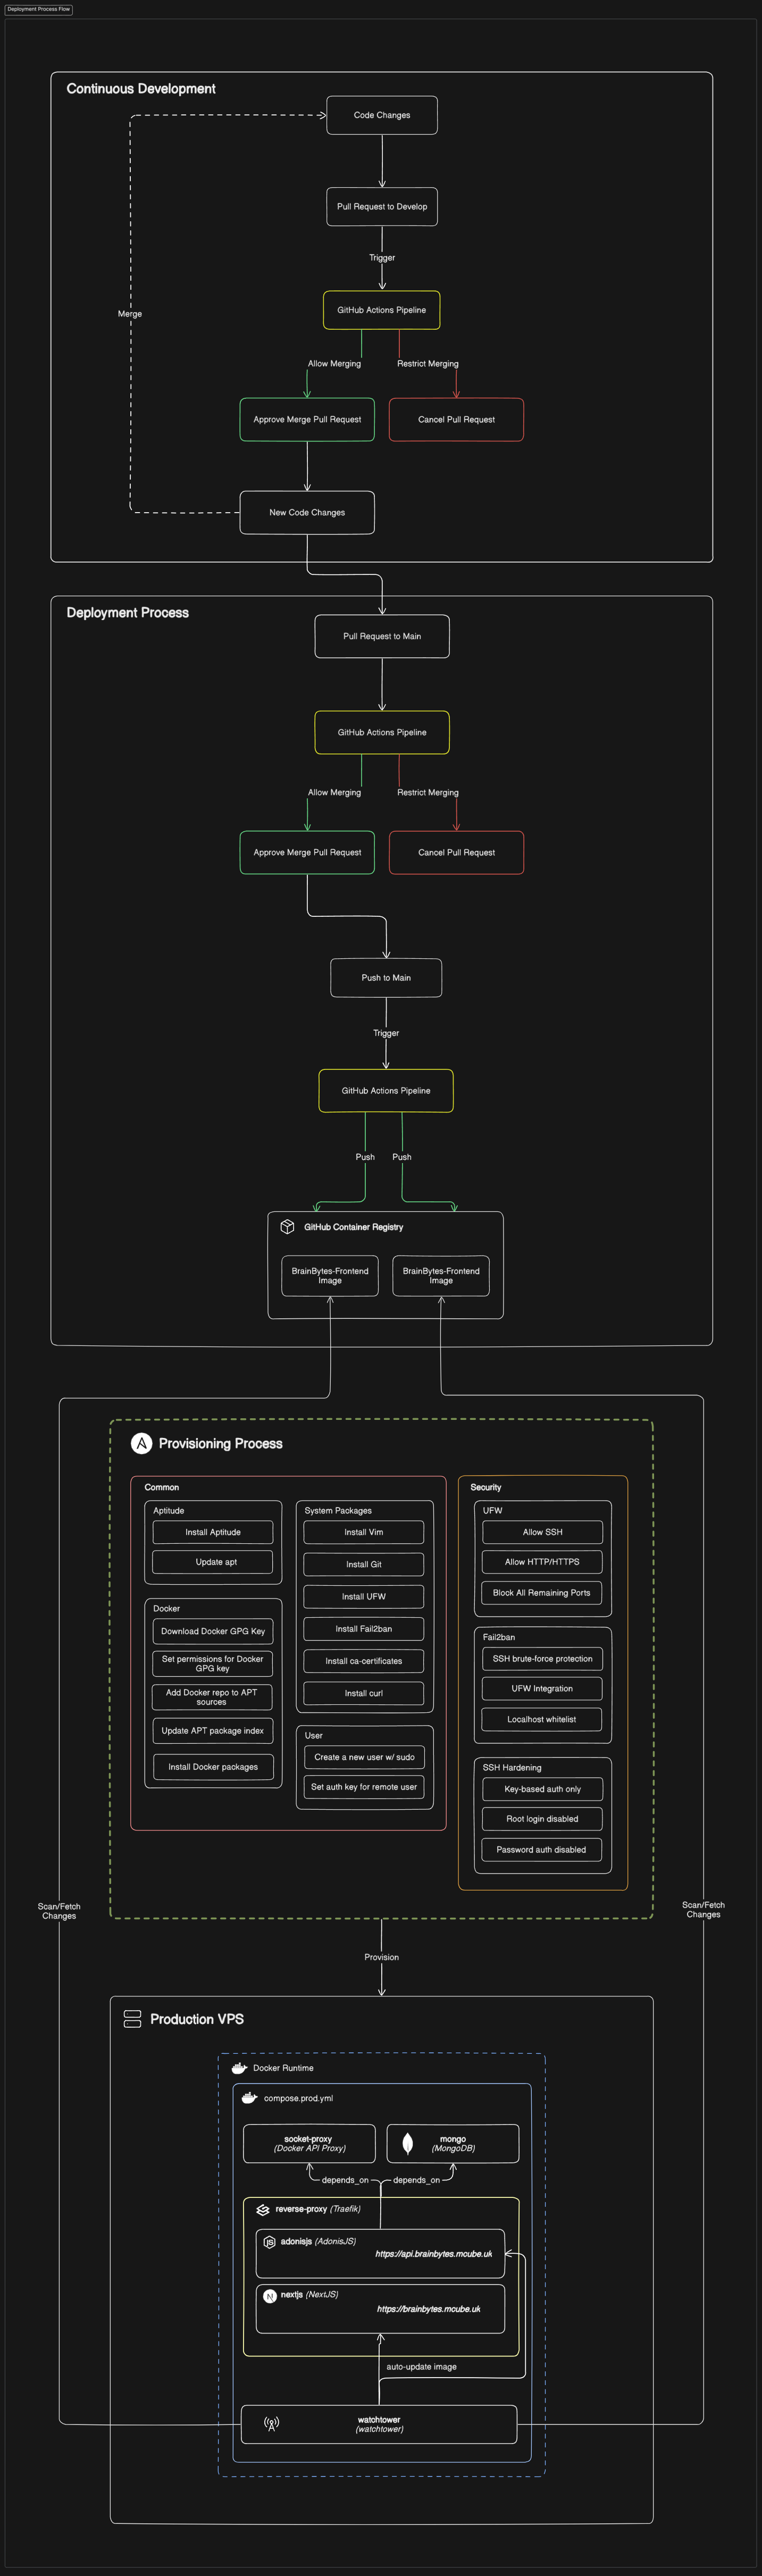 Deployment Process Flow
Continuous Development
Code Changes
Pull Request to Develop
Trigger
Merge
GitHub Actions Pipeline
Allow Merging
Restrict Merging
Approve Merge Pull Request
Cancel Pull Request
New Code Changes
Deployment Process
Pull Request to Main
GitHub Actions Pipeline
Allow Merging
Restrict Merging
Approve Merge Pull Request
Cancel Pull Request
Push to Main
Trigger
GitHub Actions Pipeline
Push
Push
GitHub Container Registry
BrainBytes-Frontend
Image
BrainBytes-Frontend
Image
Provisioning Process
Common
Aptitude
Install Aptitude
Update apt
Docker
Download Docker GPG Key
Set permissions for Docker
GPG key
Add Docker repo to APT
sources
Update APT package index
Install Docker packages
System Packages
Install Vim
Install Git
Install UFW
Install Fail2ban
Install ca-certificates
Install curl
User
Create a new user w/ sudo
Set auth key for remote user
Security
UFW
Allow SSH
Allow HTTP/HTTPS
Block All Remaining Ports
Fail2ban
SSH brute-force protection
UFW Integration
Localhost whitelist
SSH Hardening
Key-based auth only
Root login disabled
Password auth disabled
Scan/Fetch
Changes
Scan/Fetch
Changes
Provision
Production VPS
Docker Runtime
compose.prod.yml
socket-proxy
(Docker API Proxy)
mongo
(MongoDB)
depends_on
depends_on
reverse-proxy (Traefik)
adonisjs (AdonisJS)
https://api.brainbytes.mcube.uk
nextjs (NextJS)
https://brainbytes.mcube.uk
auto-update image
watchtower
(watchtower)